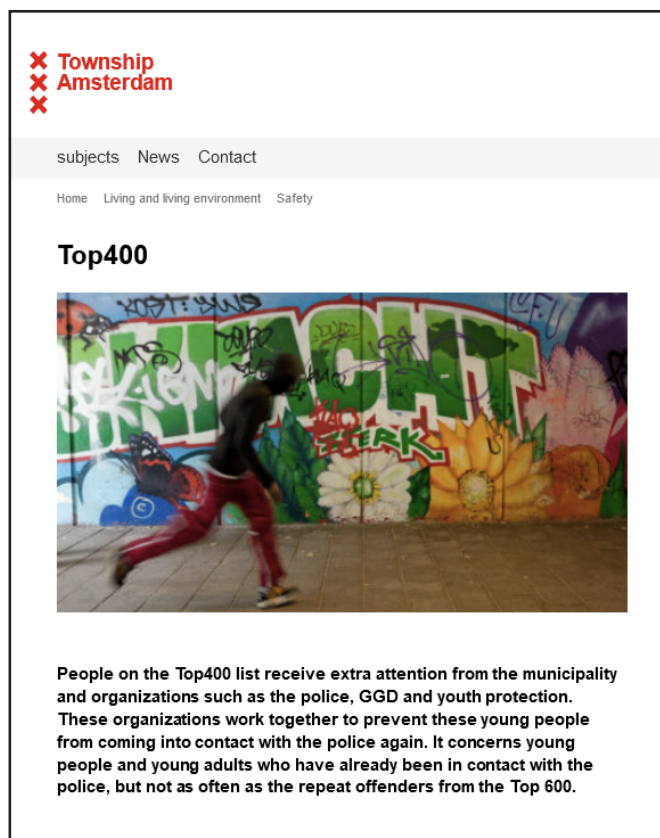 Township
Amsterdam
subjects News Contact
Home Living and living environment Safety
Top400
KOST: YWS
KRACHT
HERK.
People on the Top400 list receive extra attention from the municipality
and organizations such as the police, GGD and youth protection.
These organizations work together to prevent these young people
from coming into contact with the police again. It concerns young
people and young adults who have already been in contact with the
police, but not as often as the repeat offenders from the Top 600.